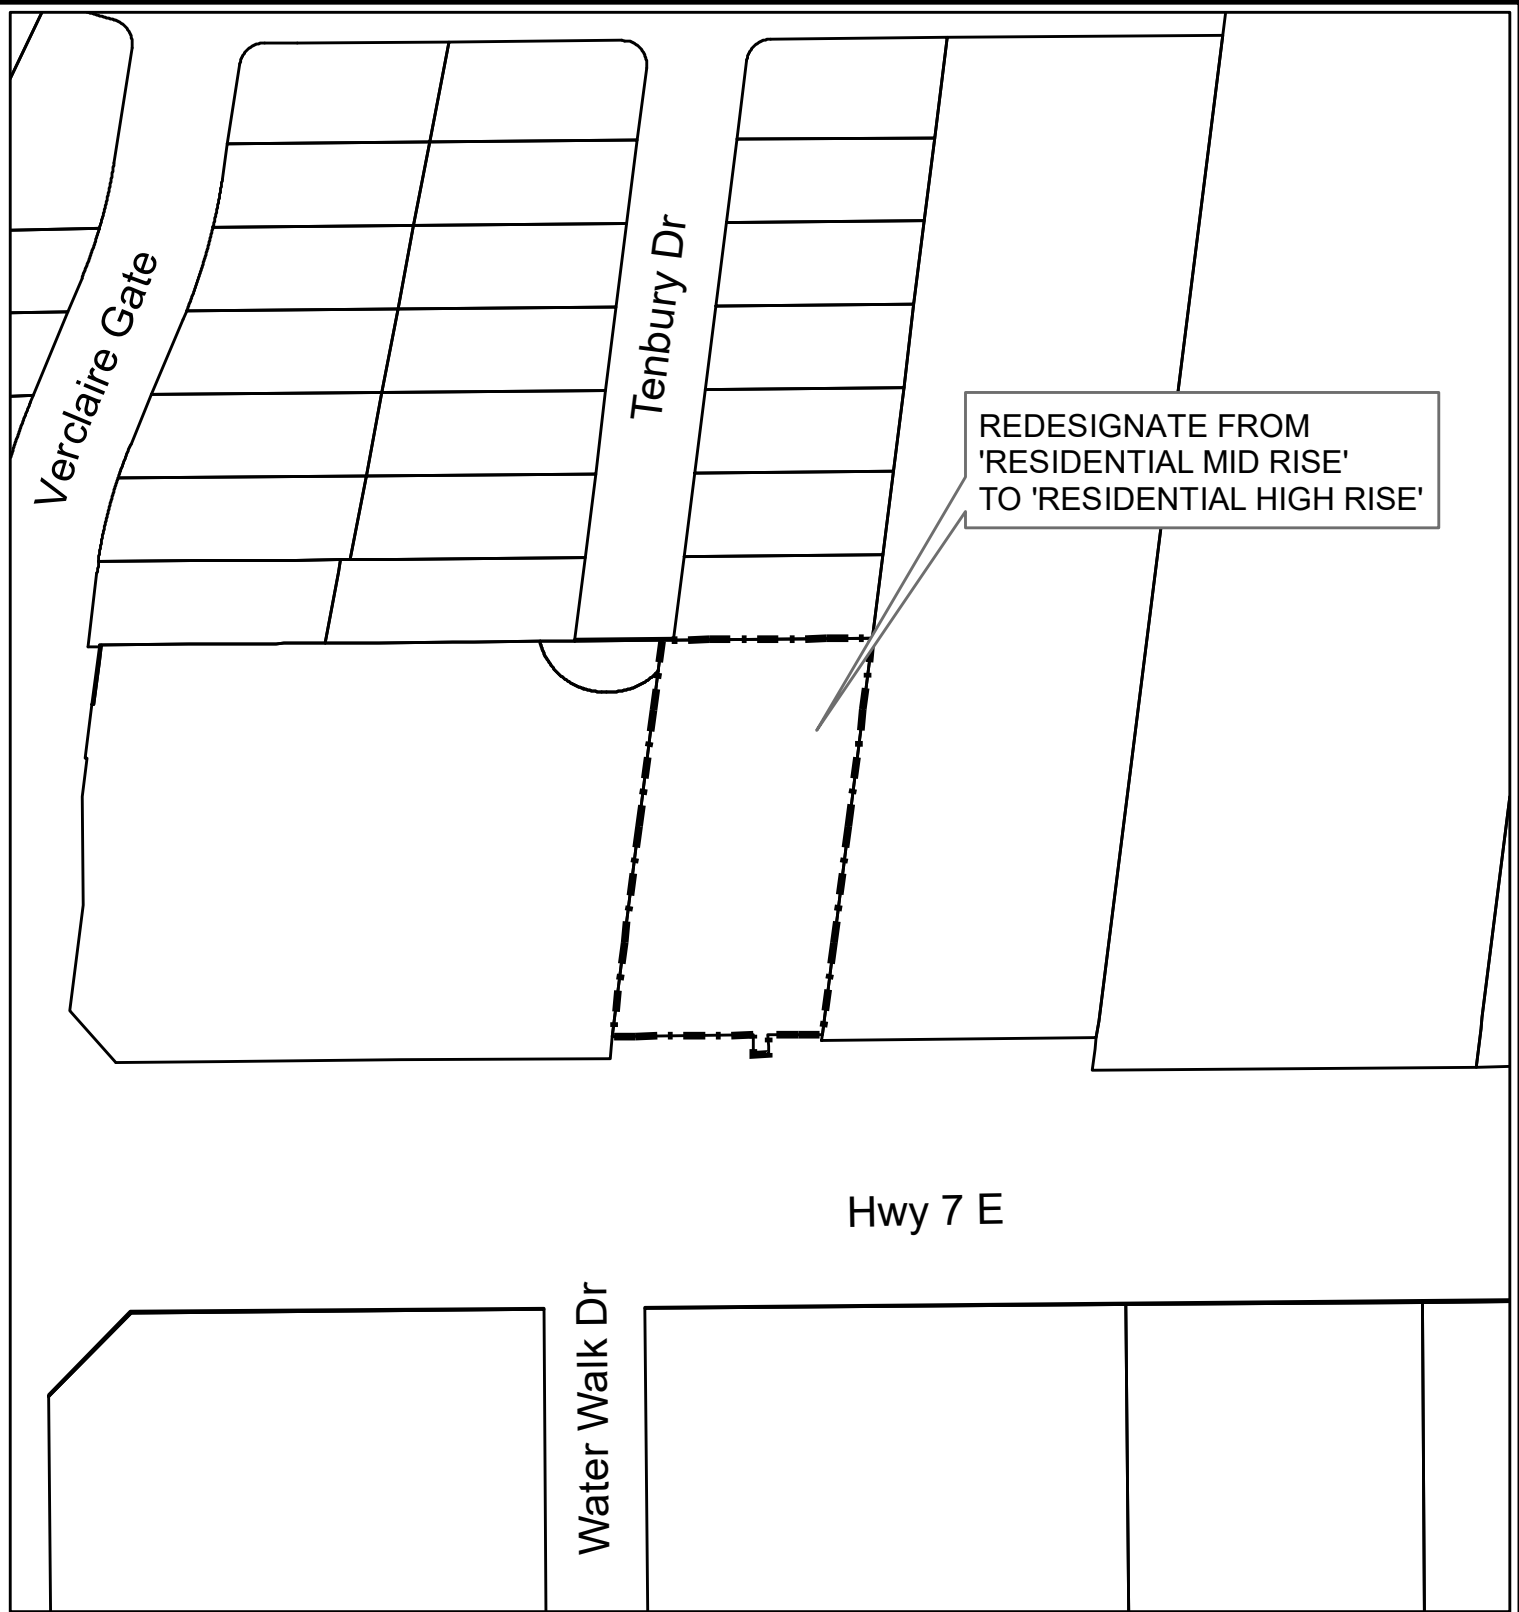 Verclaire Gate
Tenbury Dr
REDESIGNATE FROM
'RESIDENTIAL MID RISE'
TO 'RESIDENTIAL HIGH RISE'
Hwy 7 E
Water Walk Dr